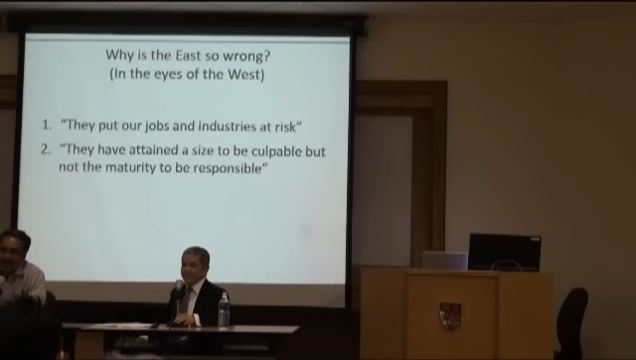 Why is the East so wrong?
(In the eyes of the West)
1. "They put our jobs and industries at risk"
2. "They have attained a size to be culpable but
not the maturity to be responsible"